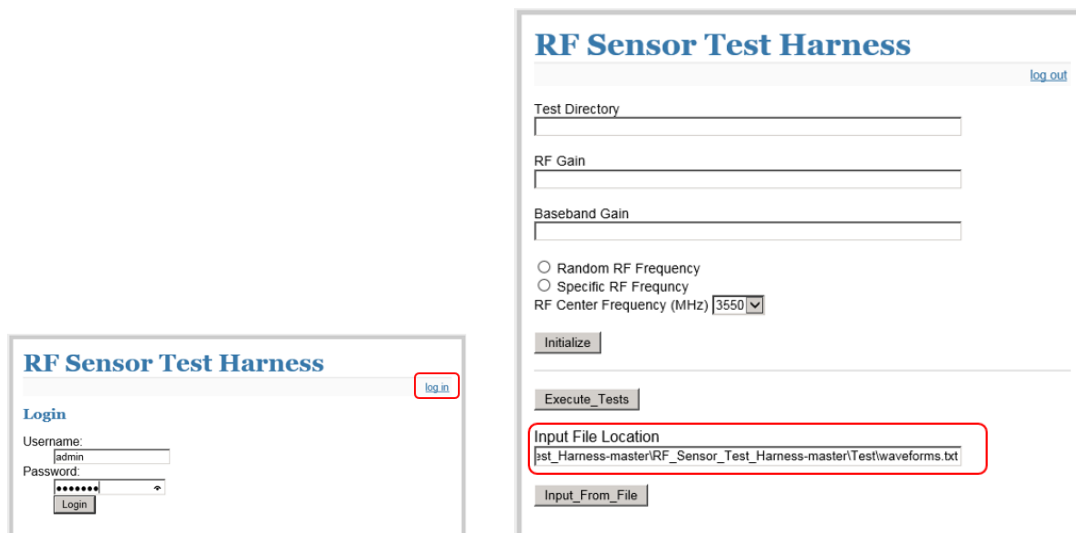 RF Sensor Test Harness
log in
Login
Username:
admin
Password:
Login
RF Sensor Test Harness
log out
Test Directory
RF Gain
Baseband Gain
Random RF Frequency
Specific RF Frequncy
RF Center Frequency (MHz) 3550
Initialize
Execute_Tests
Input File Location
est_Harness-master\RF_Sensor_Test_Harness-master\Test\waveforms.txt
Input_From_File